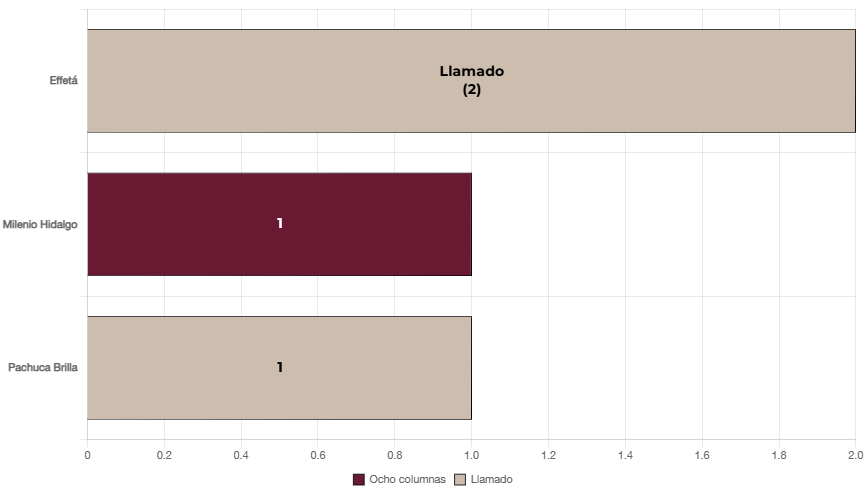 Effetá
Llamado
(2)
Milenio Hidalgo
1
Pachuca Brilla
1
0 0.2 0.4 0.6 0.8 1.0 1.2 1.4 1.6 1.8 2.0
Ocho columnas Llamado